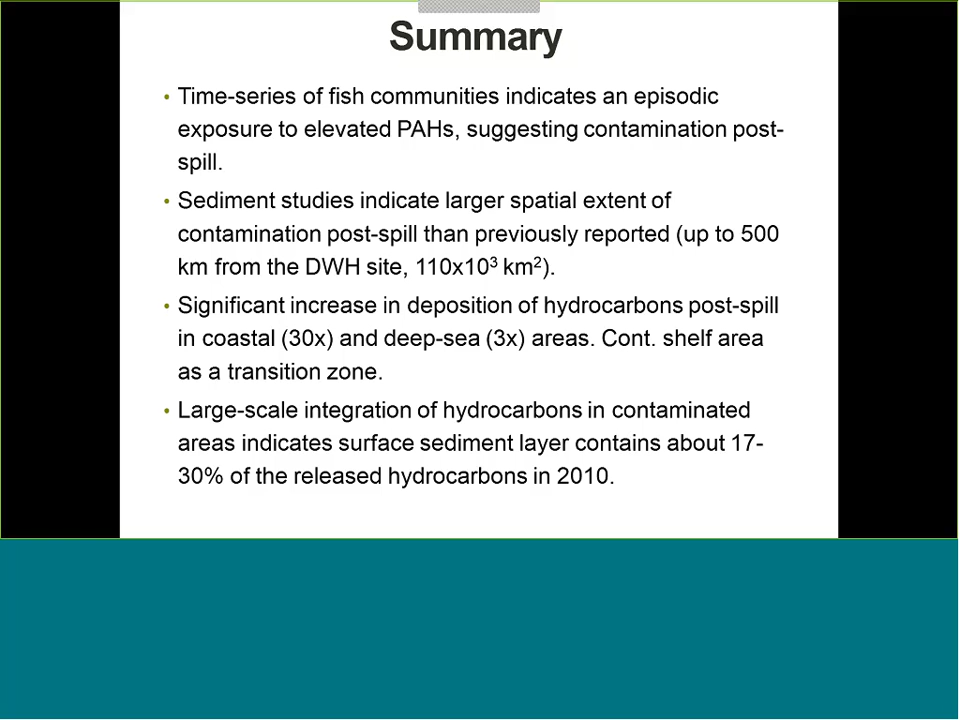 Summary
• Time-series of fish communities indicates an episodic
exposure to elevated PAHs, suggesting contamination post-
spill.
• Sediment studies indicate larger spatial extent of
contamination post-spill than previously reported (up to 500
km from the DWH site, 110x10³ km²).
• Significant increase in deposition of hydrocarbons post-spill
in coastal (30x) and deep-sea (3x) areas. Cont. shelf area
as a transition zone.
• Large-scale integration of hydrocarbons in contaminated
areas indicates surface sediment layer contains about 17-
30% of the released hydrocarbons in 2010.